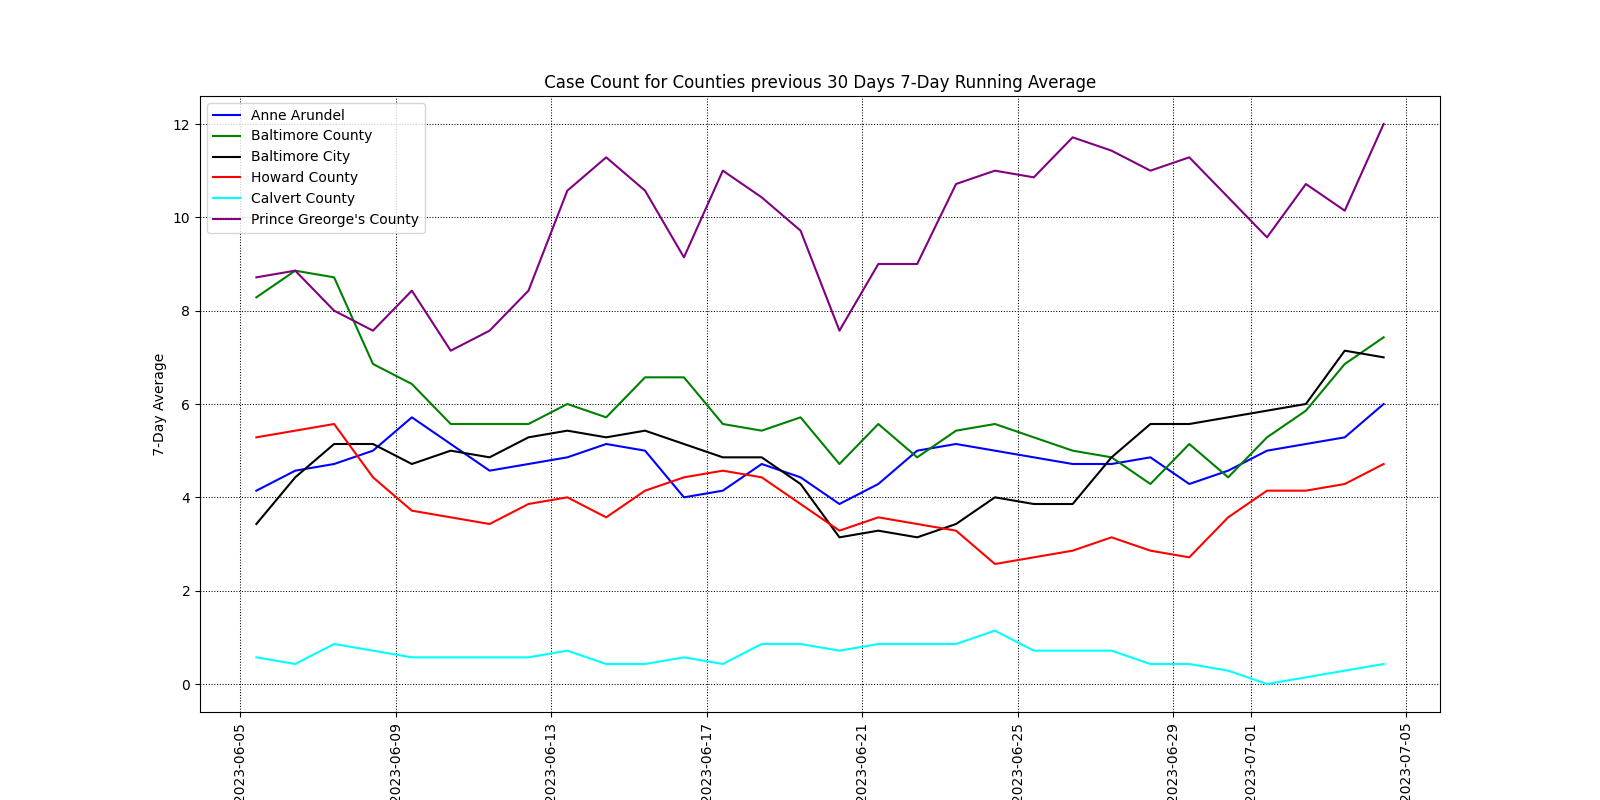 Case Count for Counties previous 30 Days 7-Day Running Average
Anne Arundel
Baltimore County
Baltimore City
Howard County
Calvert County
Prince Greorge's County
7-Day Average
12
10
8
6
4
2
0
2023-06-05
2023-06-09
2023-06-13
2023-06-17
2023-06-21
2023-06-25
2023-06-29
2023-07-01
2023-07-05